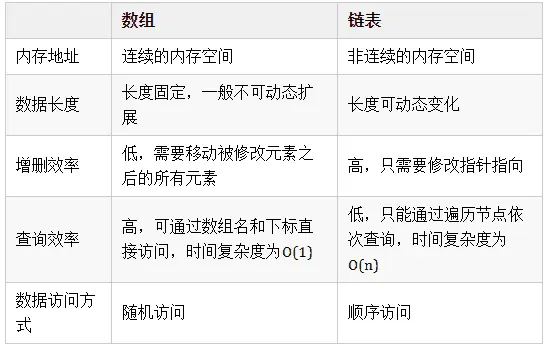 数组 链表
内存地址 连续的内存空间 非连续的内存空间
数据长度 长度固定，一般不可动态扩
展 长度可动态变化
增删效率 低，需要移动被修改元素之
后的所有元素 高，只需要修改指针指向
查询效率 高，可通过数组名和下标直
接访问，时间复杂度为O(1) 低，只能通过遍历节点依
次查询，时间复杂度为
O(n)
数据访问方
式 随机访问 顺序访问